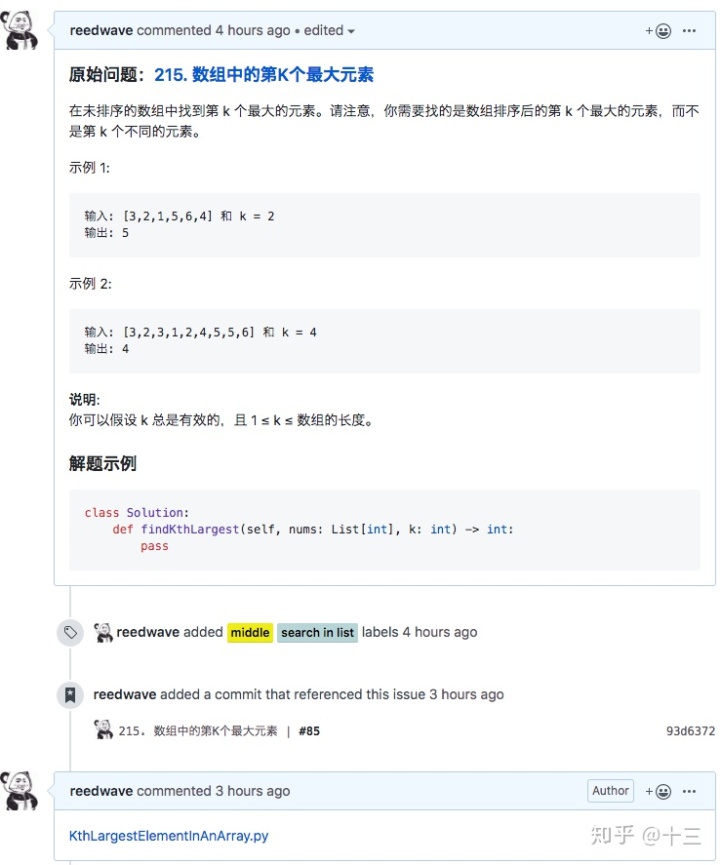 reedwave commented 4 hours ago • edited
原始问题：215. 数组中的第K个最大元素
在未排序的数组中找到第 k 个最大的元素。请注意，你需要找的是数组排序后的第 k 个最大的元素，而不
是第 k 个不同的元素。
示例 1:
输入: [3,2,1,5,6,4] 和 k = 2
输出: 5
示例 2:
输入: [3,2,3,1,2,4,5,5,6] 和 k = 4
输出: 4
说明:
你可以假设 k 总是有效的，且 1 ≤ k ≤ 数组的长度。
解题示例
class Solution:
def findKthLargest(self, nums: List[int], k: int) -> int:
pass
reedwave added middle search in list labels 4 hours ago
reedwave added a commit that referenced this issue 3 hours ago
215. 数组中的第K个最大元素 | #85 93d6372
reedwave commented 3 hours ago Author
KthLargestElementInAnArray.py
知乎 @十三